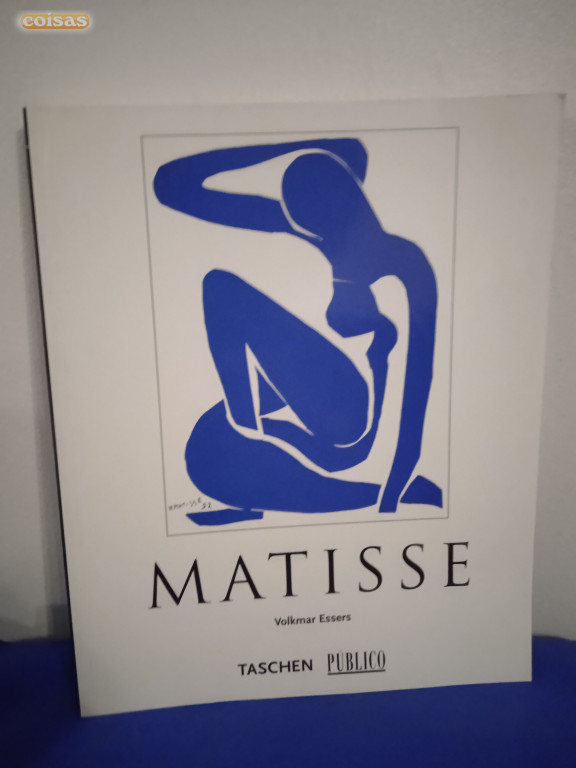 coisas
MATISSE
Volkmar Essers
TASCHEN PÚBLICO